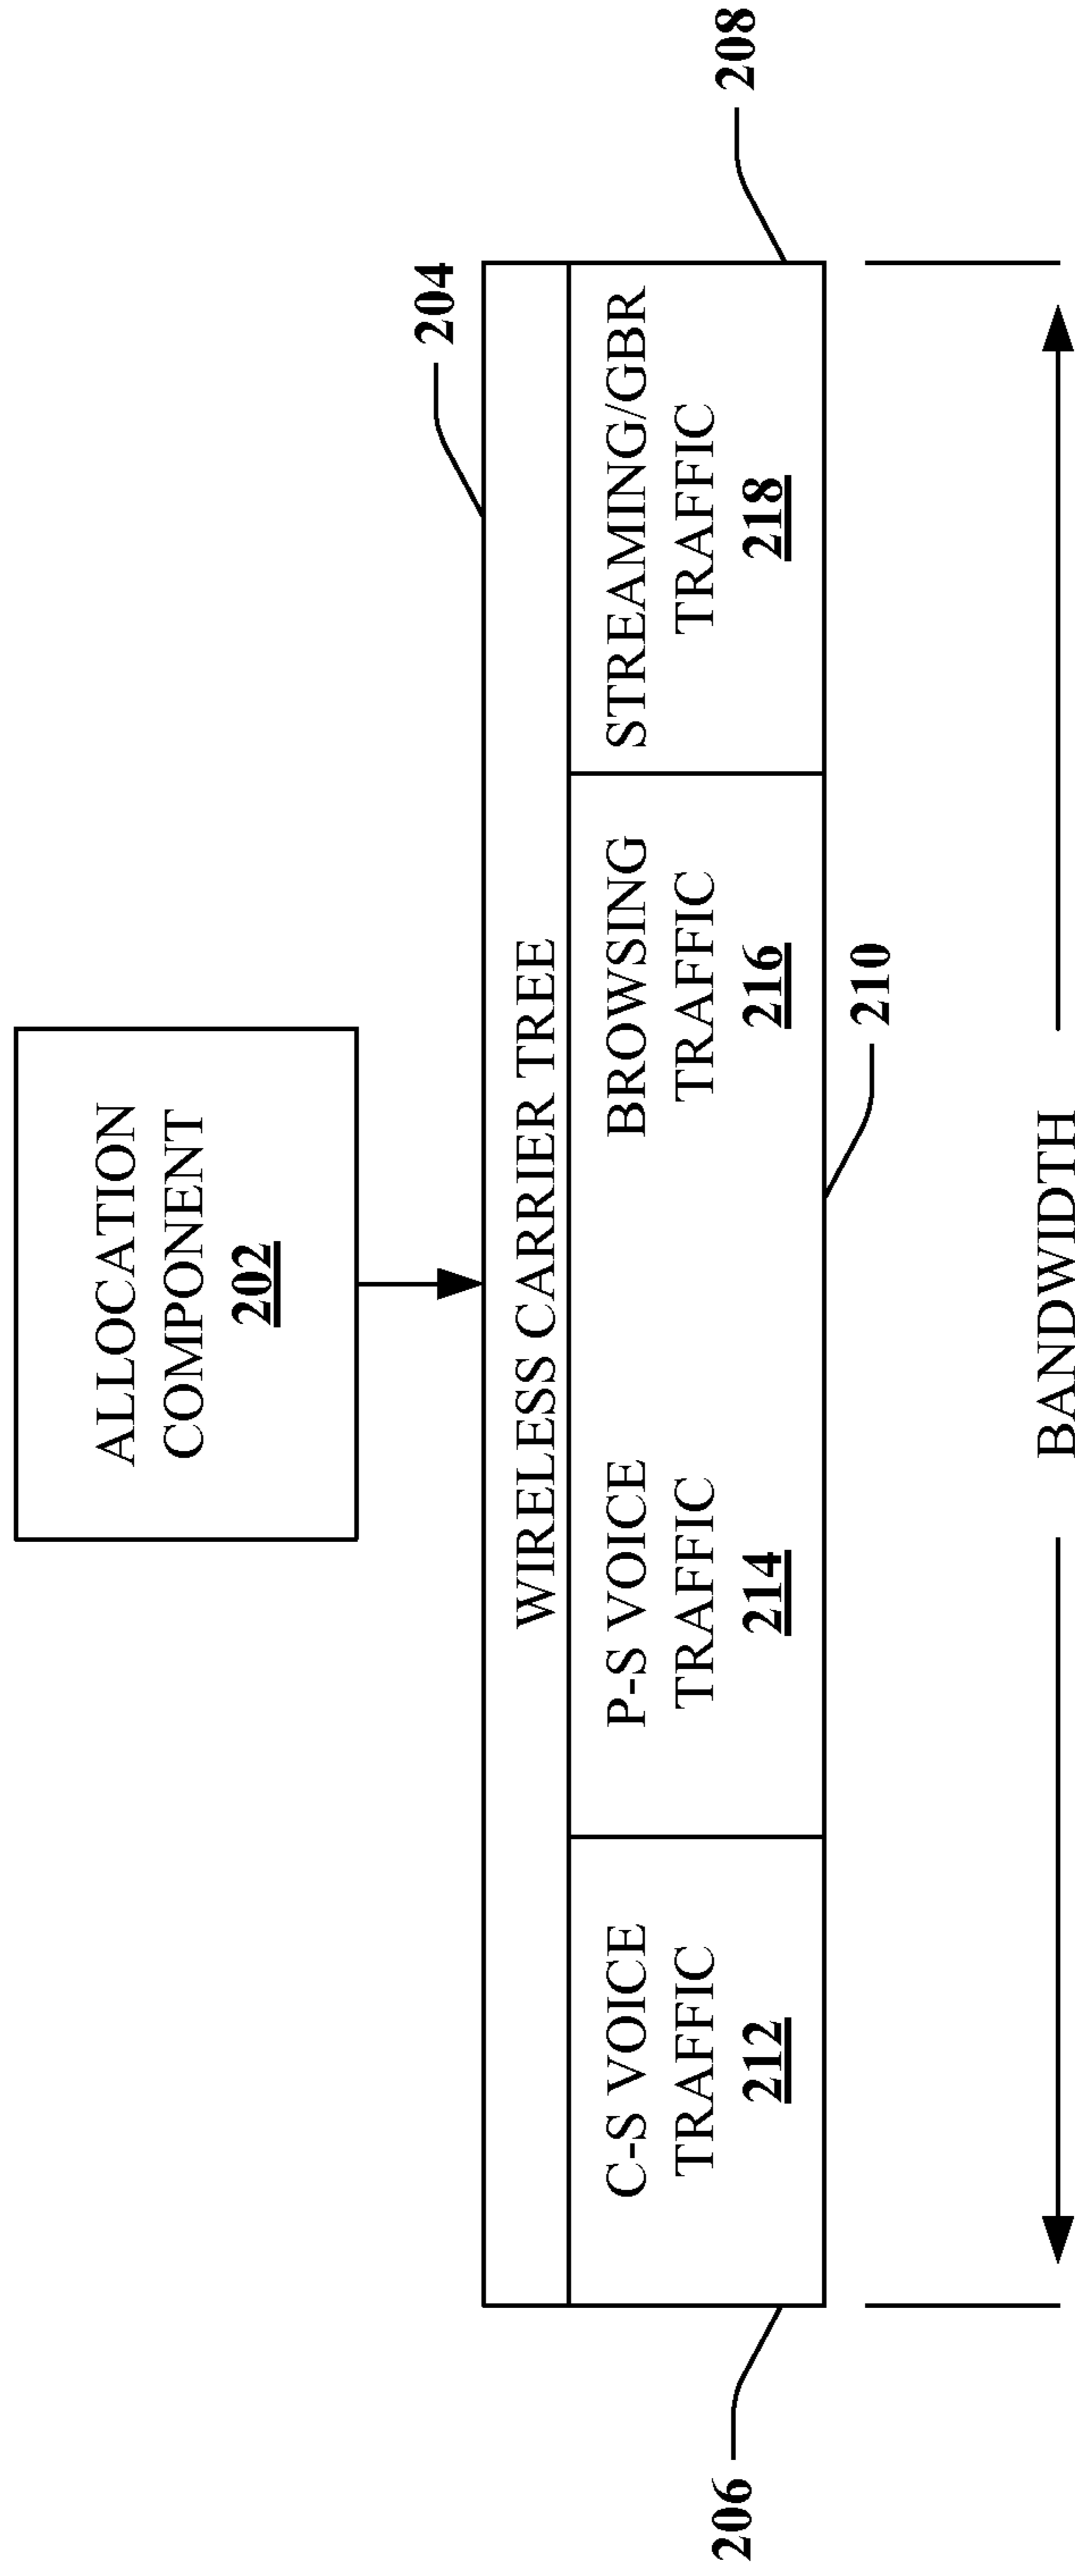 ALLOCATION
COMPONENT
202
204
WIRELESS CARRIER TREE
C-S VOICE
TRAFFIC
212
P-S VOICE
TRAFFIC
214
BROWSING
TRAFFIC
216
STREAMING/GBR
TRAFFIC
218
206
208
210
BANDWIDTH